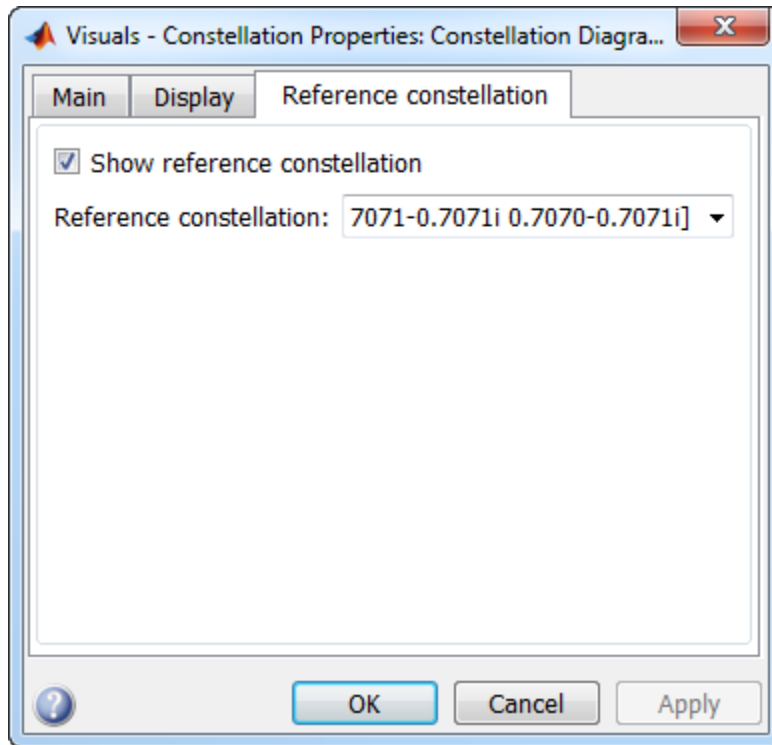 Visuals - Constellation Properties: Constellation Diagra...
Main Display Reference constellation
Show reference constellation
Reference constellation: 7071-0.7071i 0.7070-0.7071i]
? OK Cancel Apply